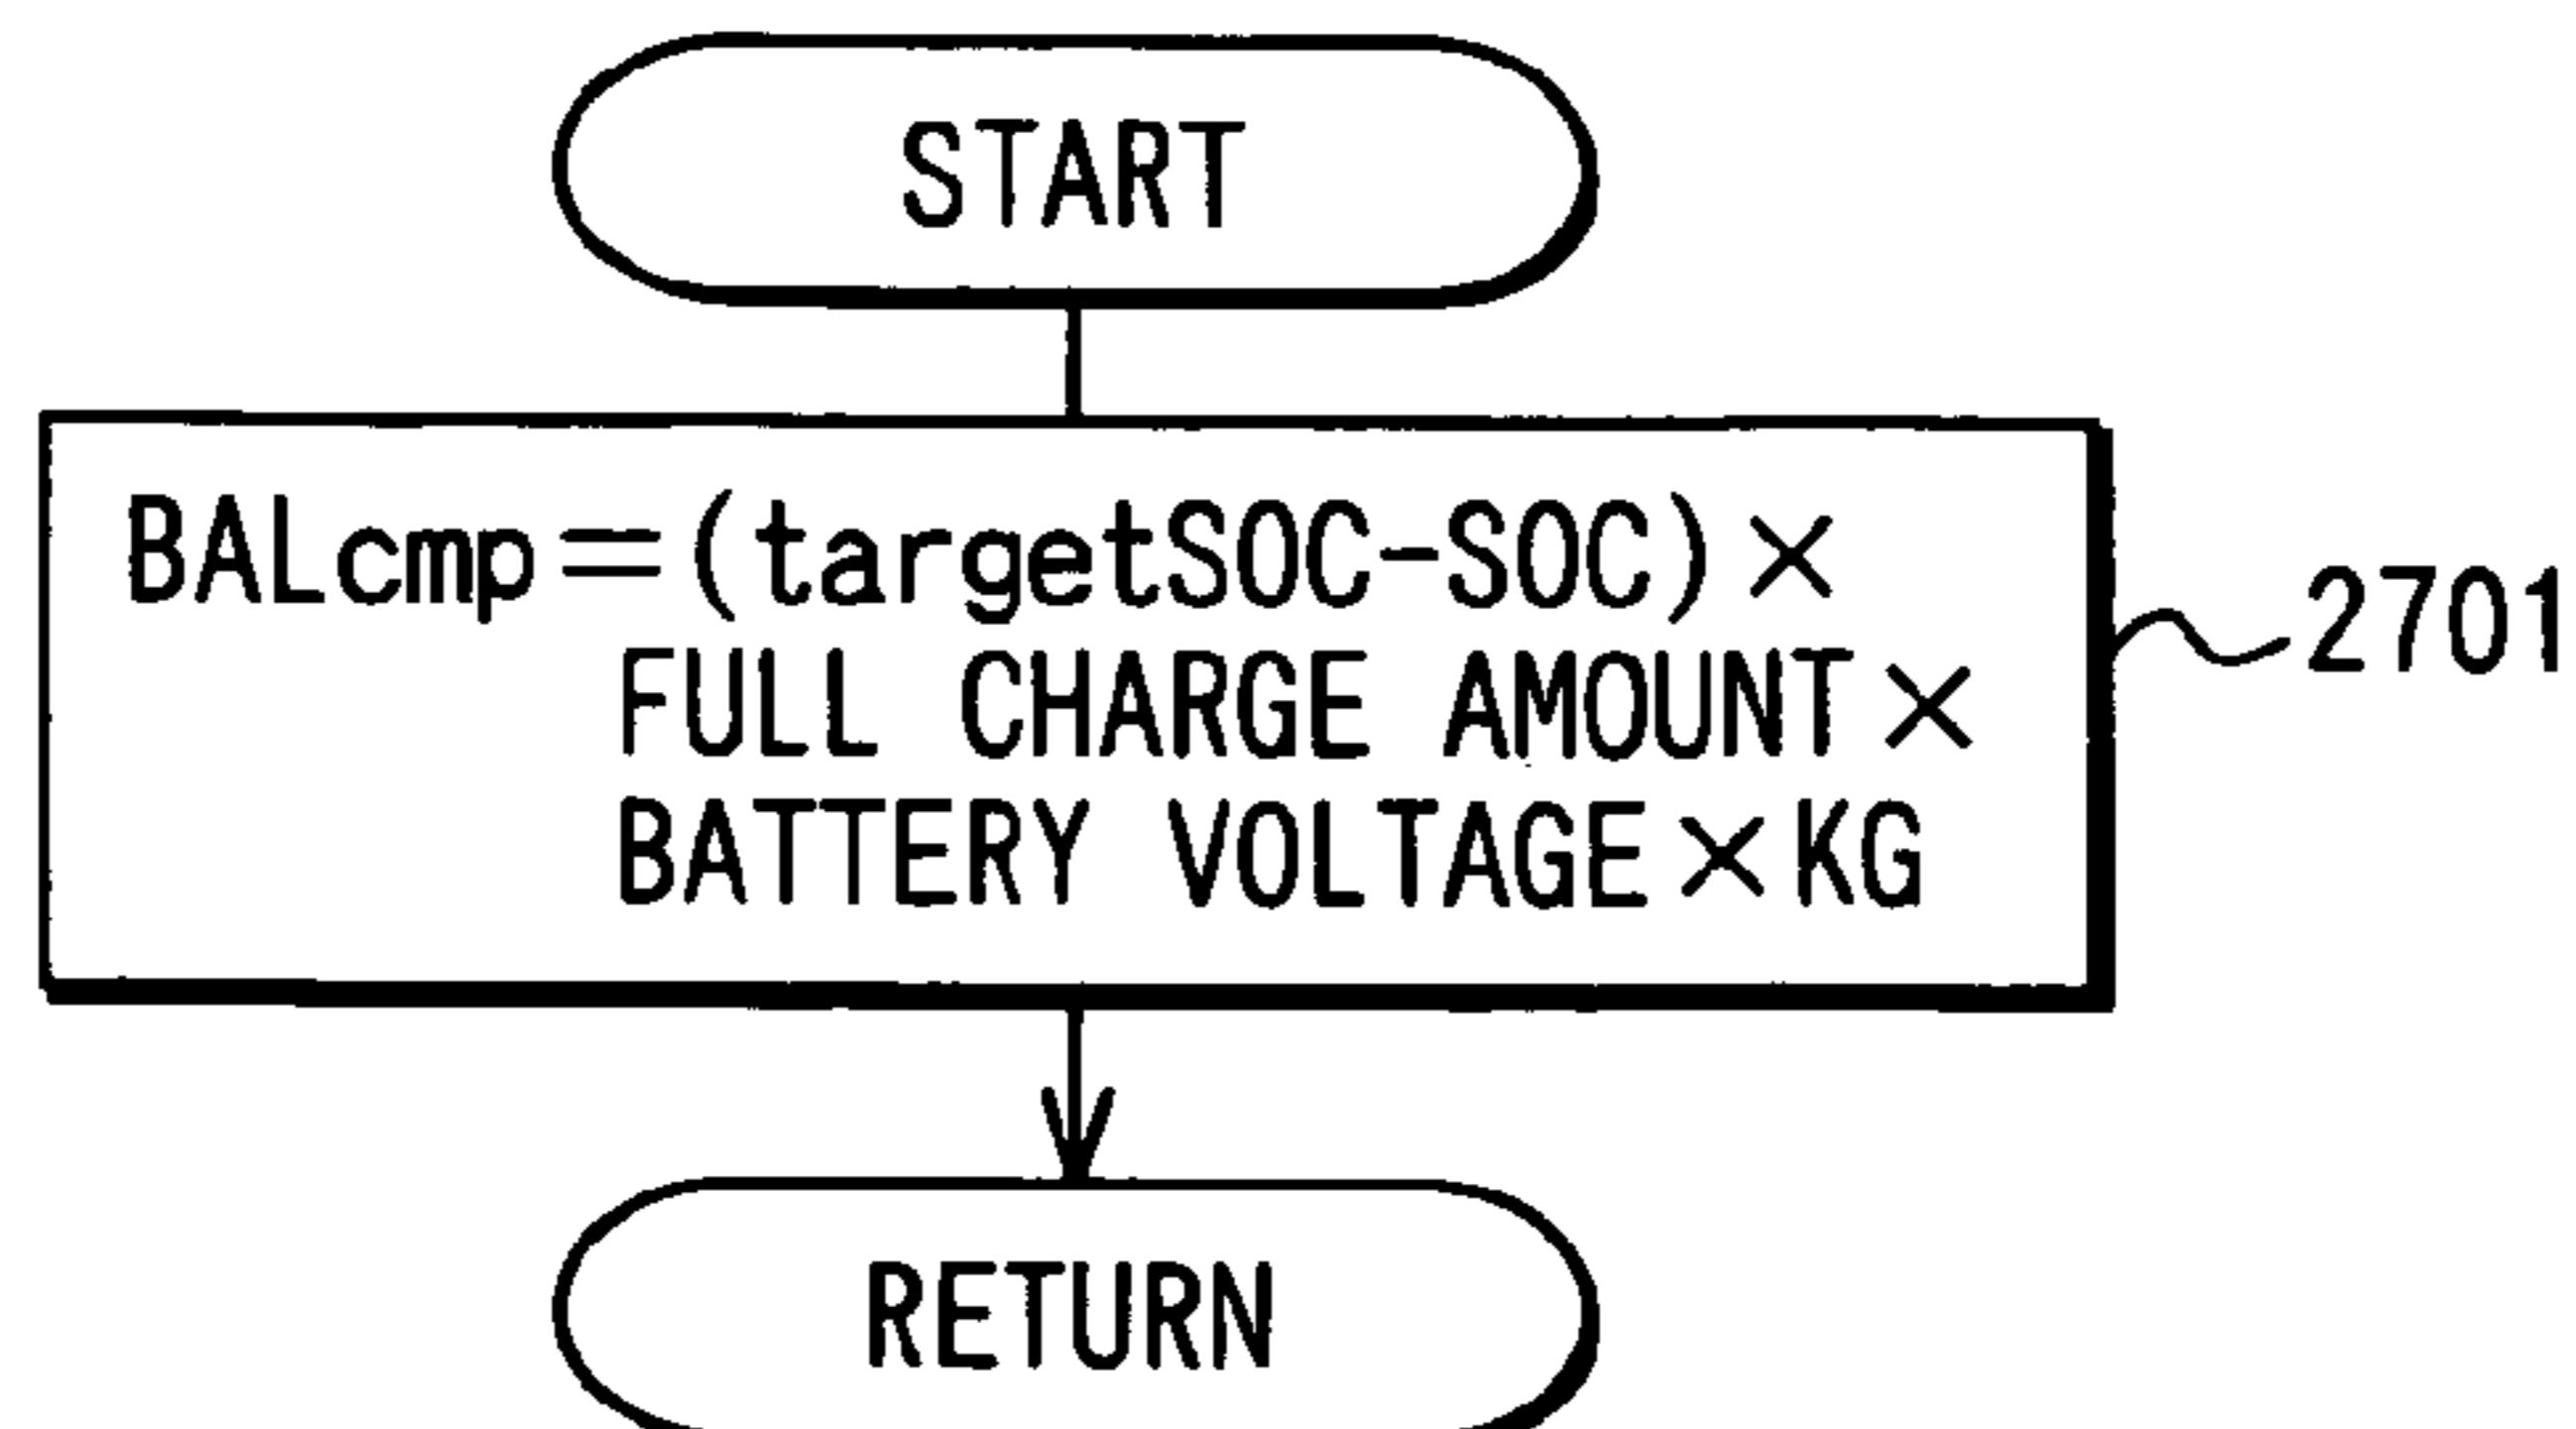 START
BALcmp=(targetSOC-SOC)×
FULL CHARGE AMOUNT×
BATTERY VOLTAGE×KG
2701
RETURN